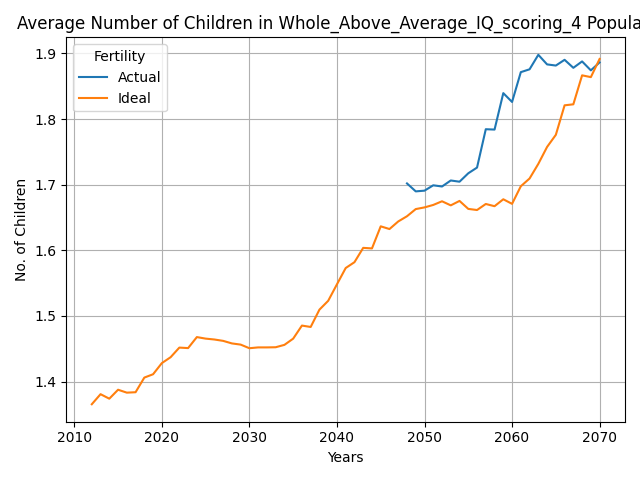 Average Number of Children in Whole_Above_Average_IQ_scoring_4 Popula
Fertility
Actual
Ideal
No. of Children
1.9
1.8
1.7
1.6
1.5
1.4
2010 2020 2030 2040 2050 2060 2070
Years